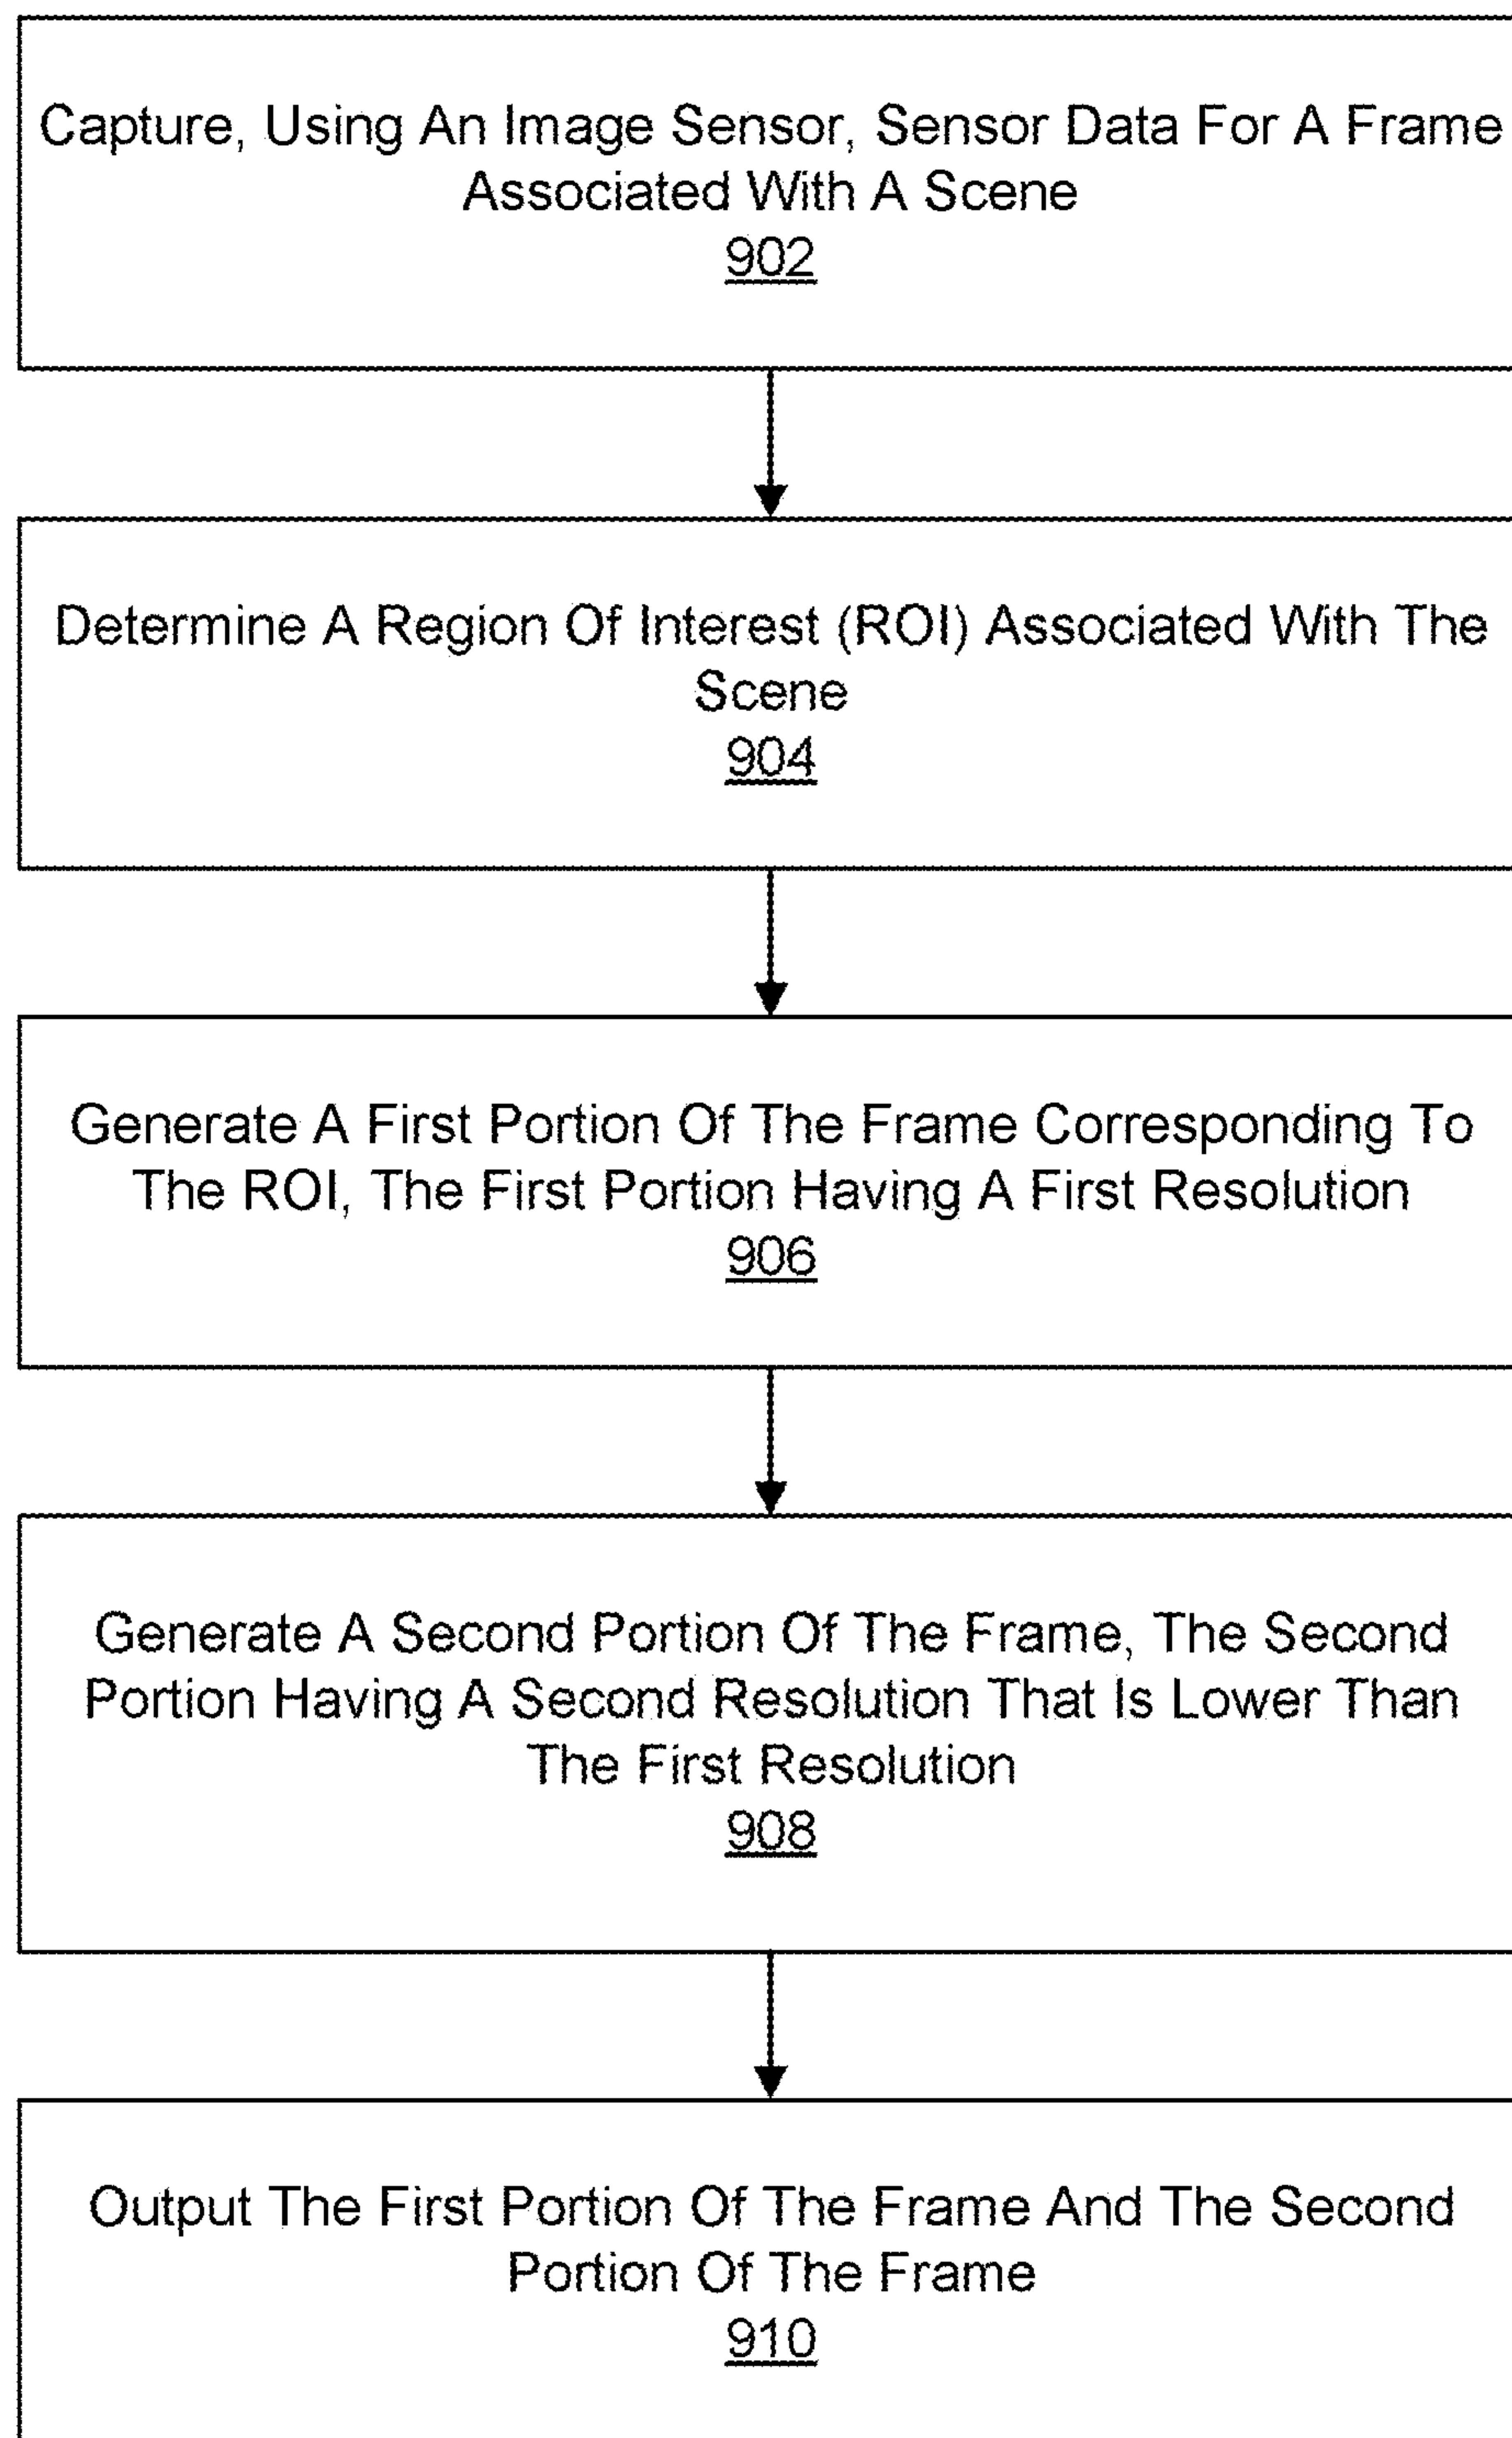 Capture, Using An Image Sensor, Sensor Data For A Frame
Associated With A Scene
902
Determine A Region Of Interest (ROI) Associated With The
Scene
904
Generate A First Portion Of The Frame Corresponding To
The ROI, The First Portion Having A First Resolution
906
Generate A Second Portion Of The Frame, The Second
Portion Having A Second Resolution That Is Lower Than
The First Resolution
908
Output The First Portion Of The Frame And The Second
Portion Of The Frame
910